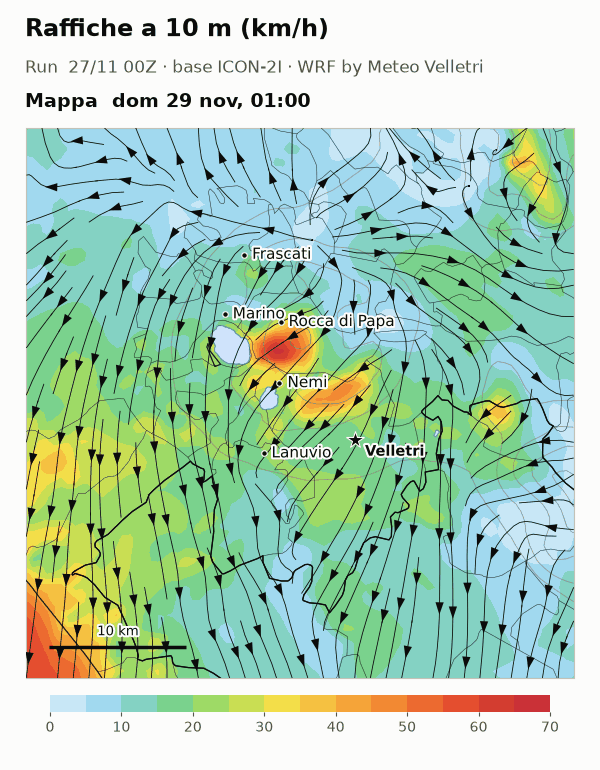 Raffiche a 10 m (km/h)
Run  27/11 00Z · base ICON-2I · WRF by Meteo Velletri
Mappa  dom 29 nov, 01:00
Frascati
Marino
Rocca di Papa
Nemi
Velletri
Lanuvio
10 km
0 10 20 30 40 50 60 70